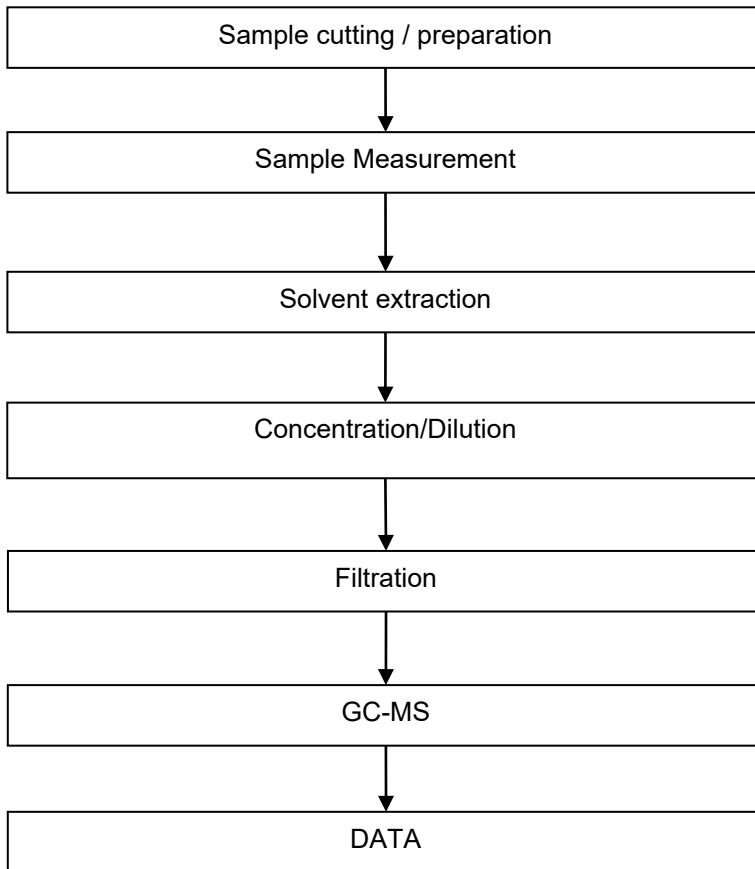 Sample cutting / preparation
Sample Measurement
Solvent extraction
Concentration/Dilution
Filtration
GC-MS
DATA